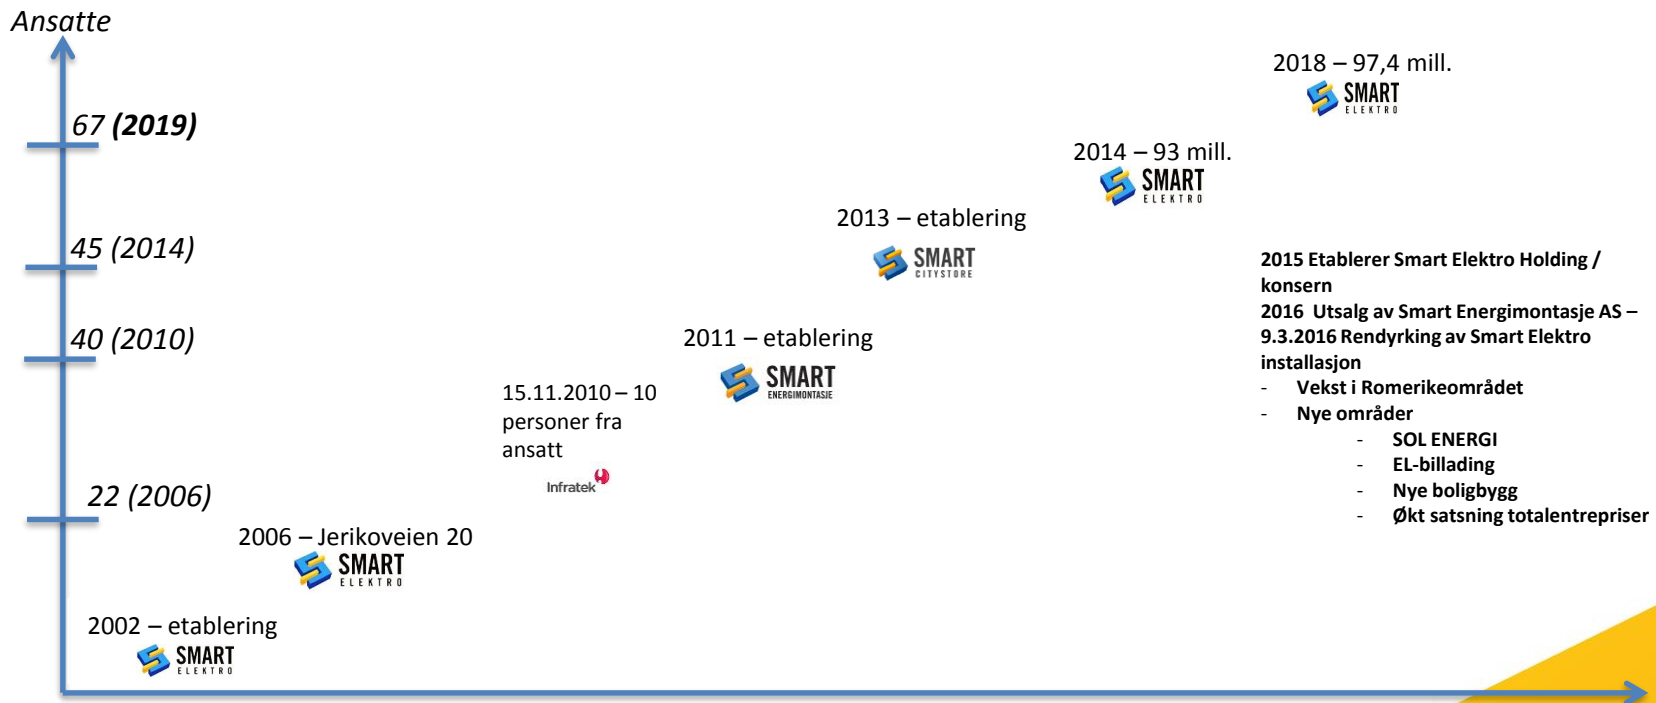 Ansatte
2018 – 97,4 mill.
SMART
ELEKTRO
67 (2019)
2014 – 93 mill.
SMART
ELEKTRO
2013 – etablering
SMART
CITYSTORE
45 (2014)
2015 Etablerer Smart Elektro Holding /
konsern
2016 Utsalg av Smart Energimontasje AS –
9.3.2016 Rendyrking av Smart Elektro
installasjon
- Vekst i Romerikeområdet
- Nye områder
- SOL ENERGI
- EL-billading
- Nye boligbygg
- Økt satsning totalentrepriser
40 (2010)
2011 – etablering
SMART
ENERGIMONTASJE
15.11.2010 – 10
personer fra
ansatt
Infratek
22 (2006)
2006 – Jerikoveien 20
SMART
ELEKTRO
2002 – etablering
SMART
ELEKTRO